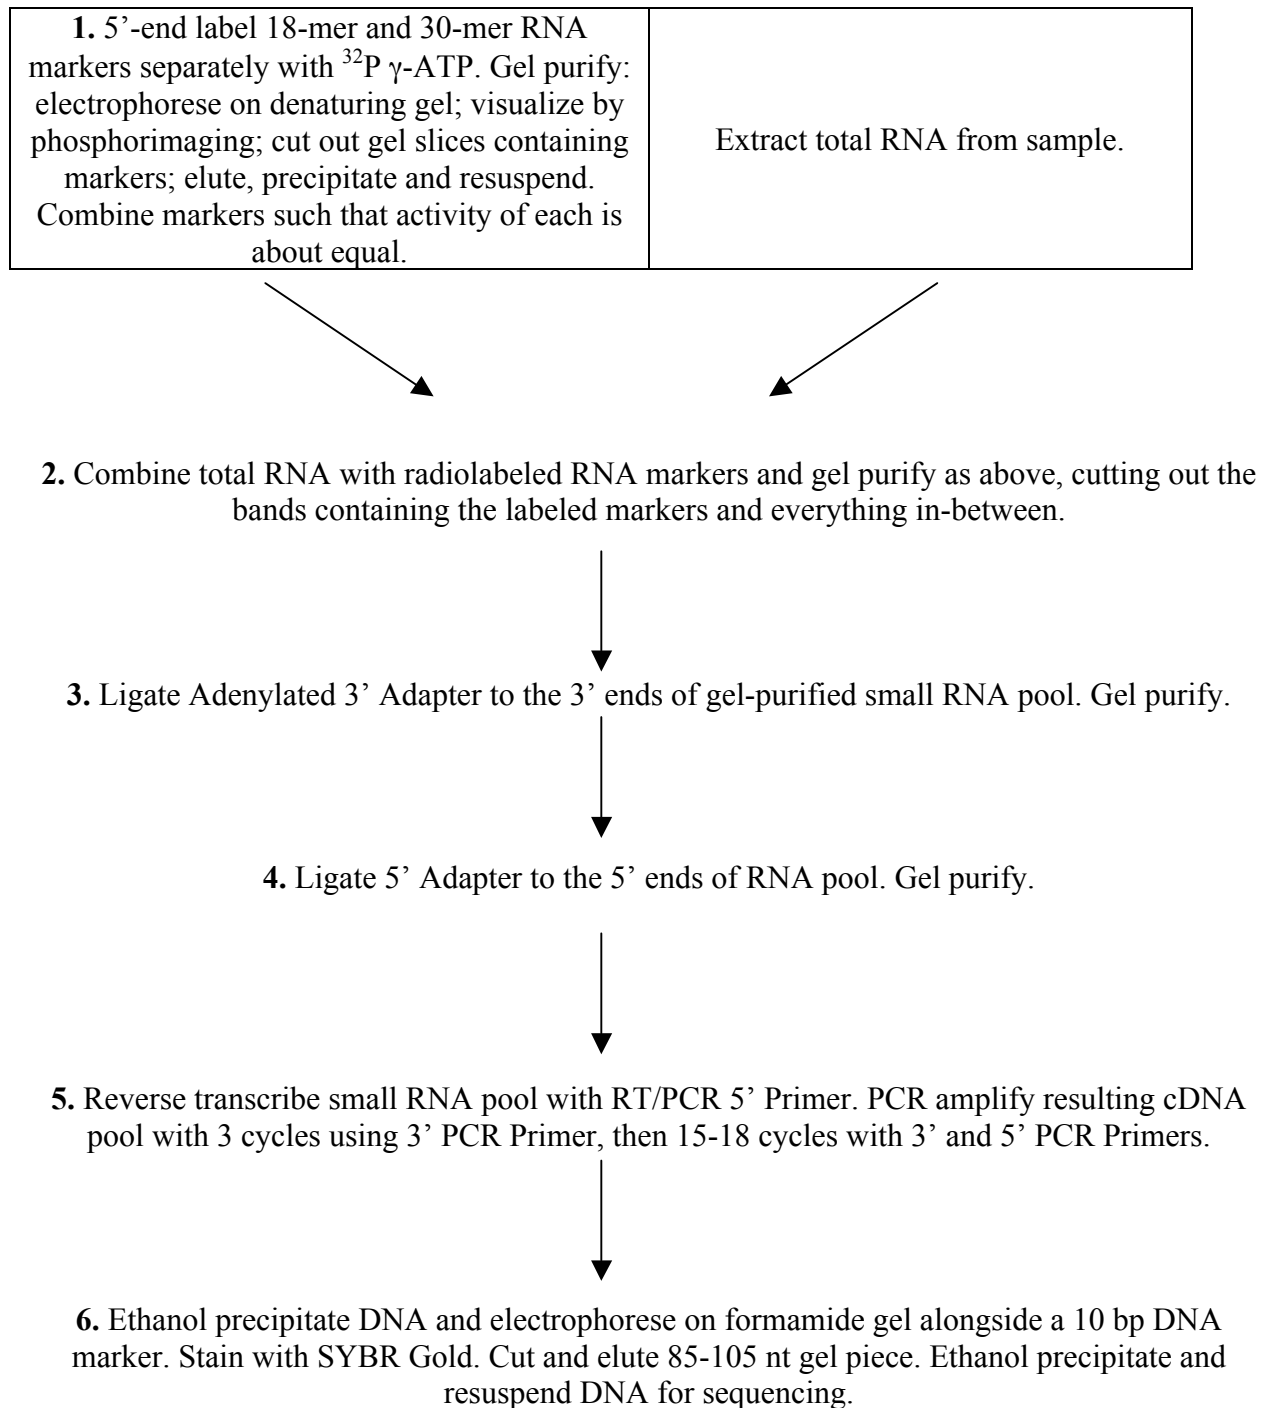 1. 5’-end label 18-mer and 30-mer RNA
markers separately with ³²P γ-ATP. Gel purify:
electrophorese on denaturing gel; visualize by
phosphorimaging; cut out gel slices containing
markers; elute, precipitate and resuspend.
Combine markers such that activity of each is
about equal.
Extract total RNA from sample.
2. Combine total RNA with radiolabeled RNA markers and gel purify as above, cutting out the
bands containing the labeled markers and everything in-between.
3. Ligate Adenylated 3’ Adapter to the 3’ ends of gel-purified small RNA pool. Gel purify.
4. Ligate 5’ Adapter to the 5’ ends of RNA pool. Gel purify.
5. Reverse transcribe small RNA pool with RT/PCR 5’ Primer. PCR amplify resulting cDNA
pool with 3 cycles using 3’ PCR Primer, then 15-18 cycles with 3’ and 5’ PCR Primers.
6. Ethanol precipitate DNA and electrophorese on formamide gel alongside a 10 bp DNA
marker. Stain with SYBR Gold. Cut and elute 85-105 nt gel piece. Ethanol precipitate and
resuspend DNA for sequencing.